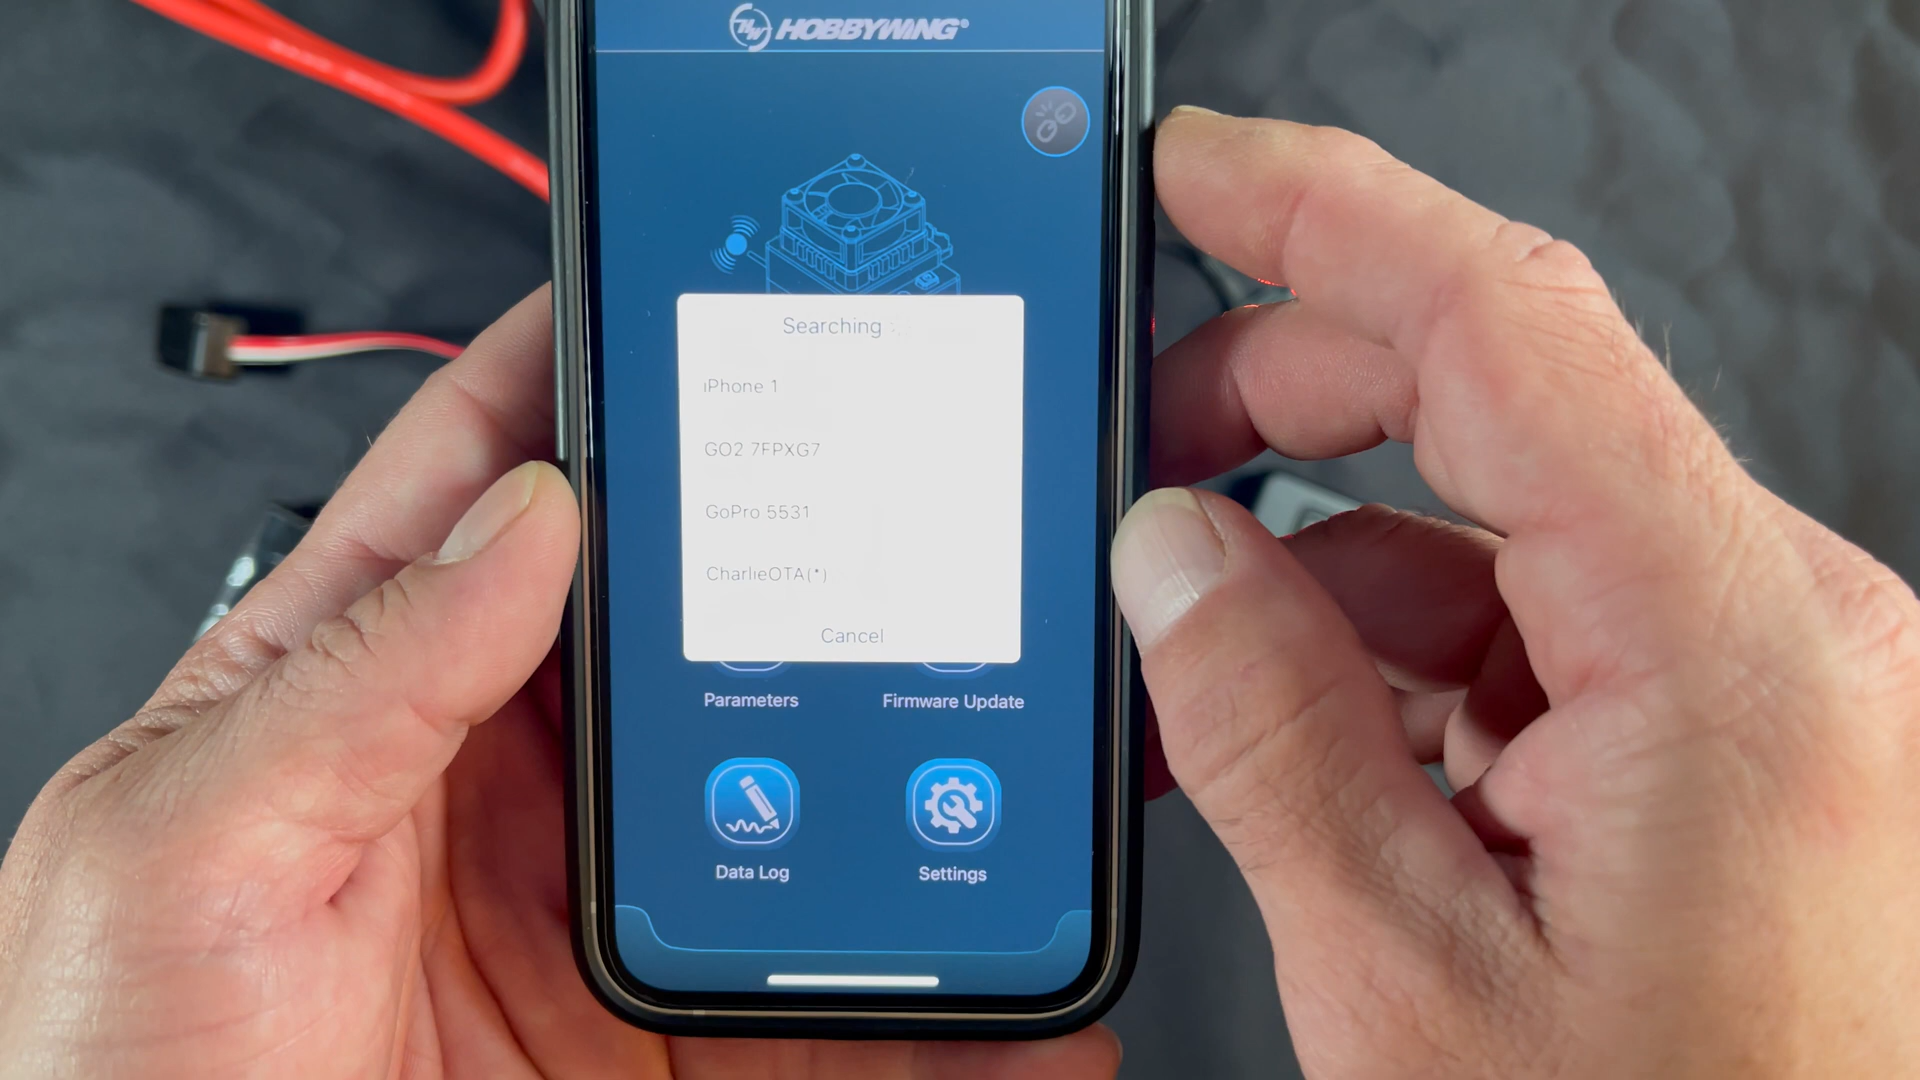 HOBBYWING®
Searching
iPhone 1
GO2 7FPXG7
GoPro 5531
CharlieOTA(*)
Cancel
Parameters
Firmware Update
Data Log
Settings